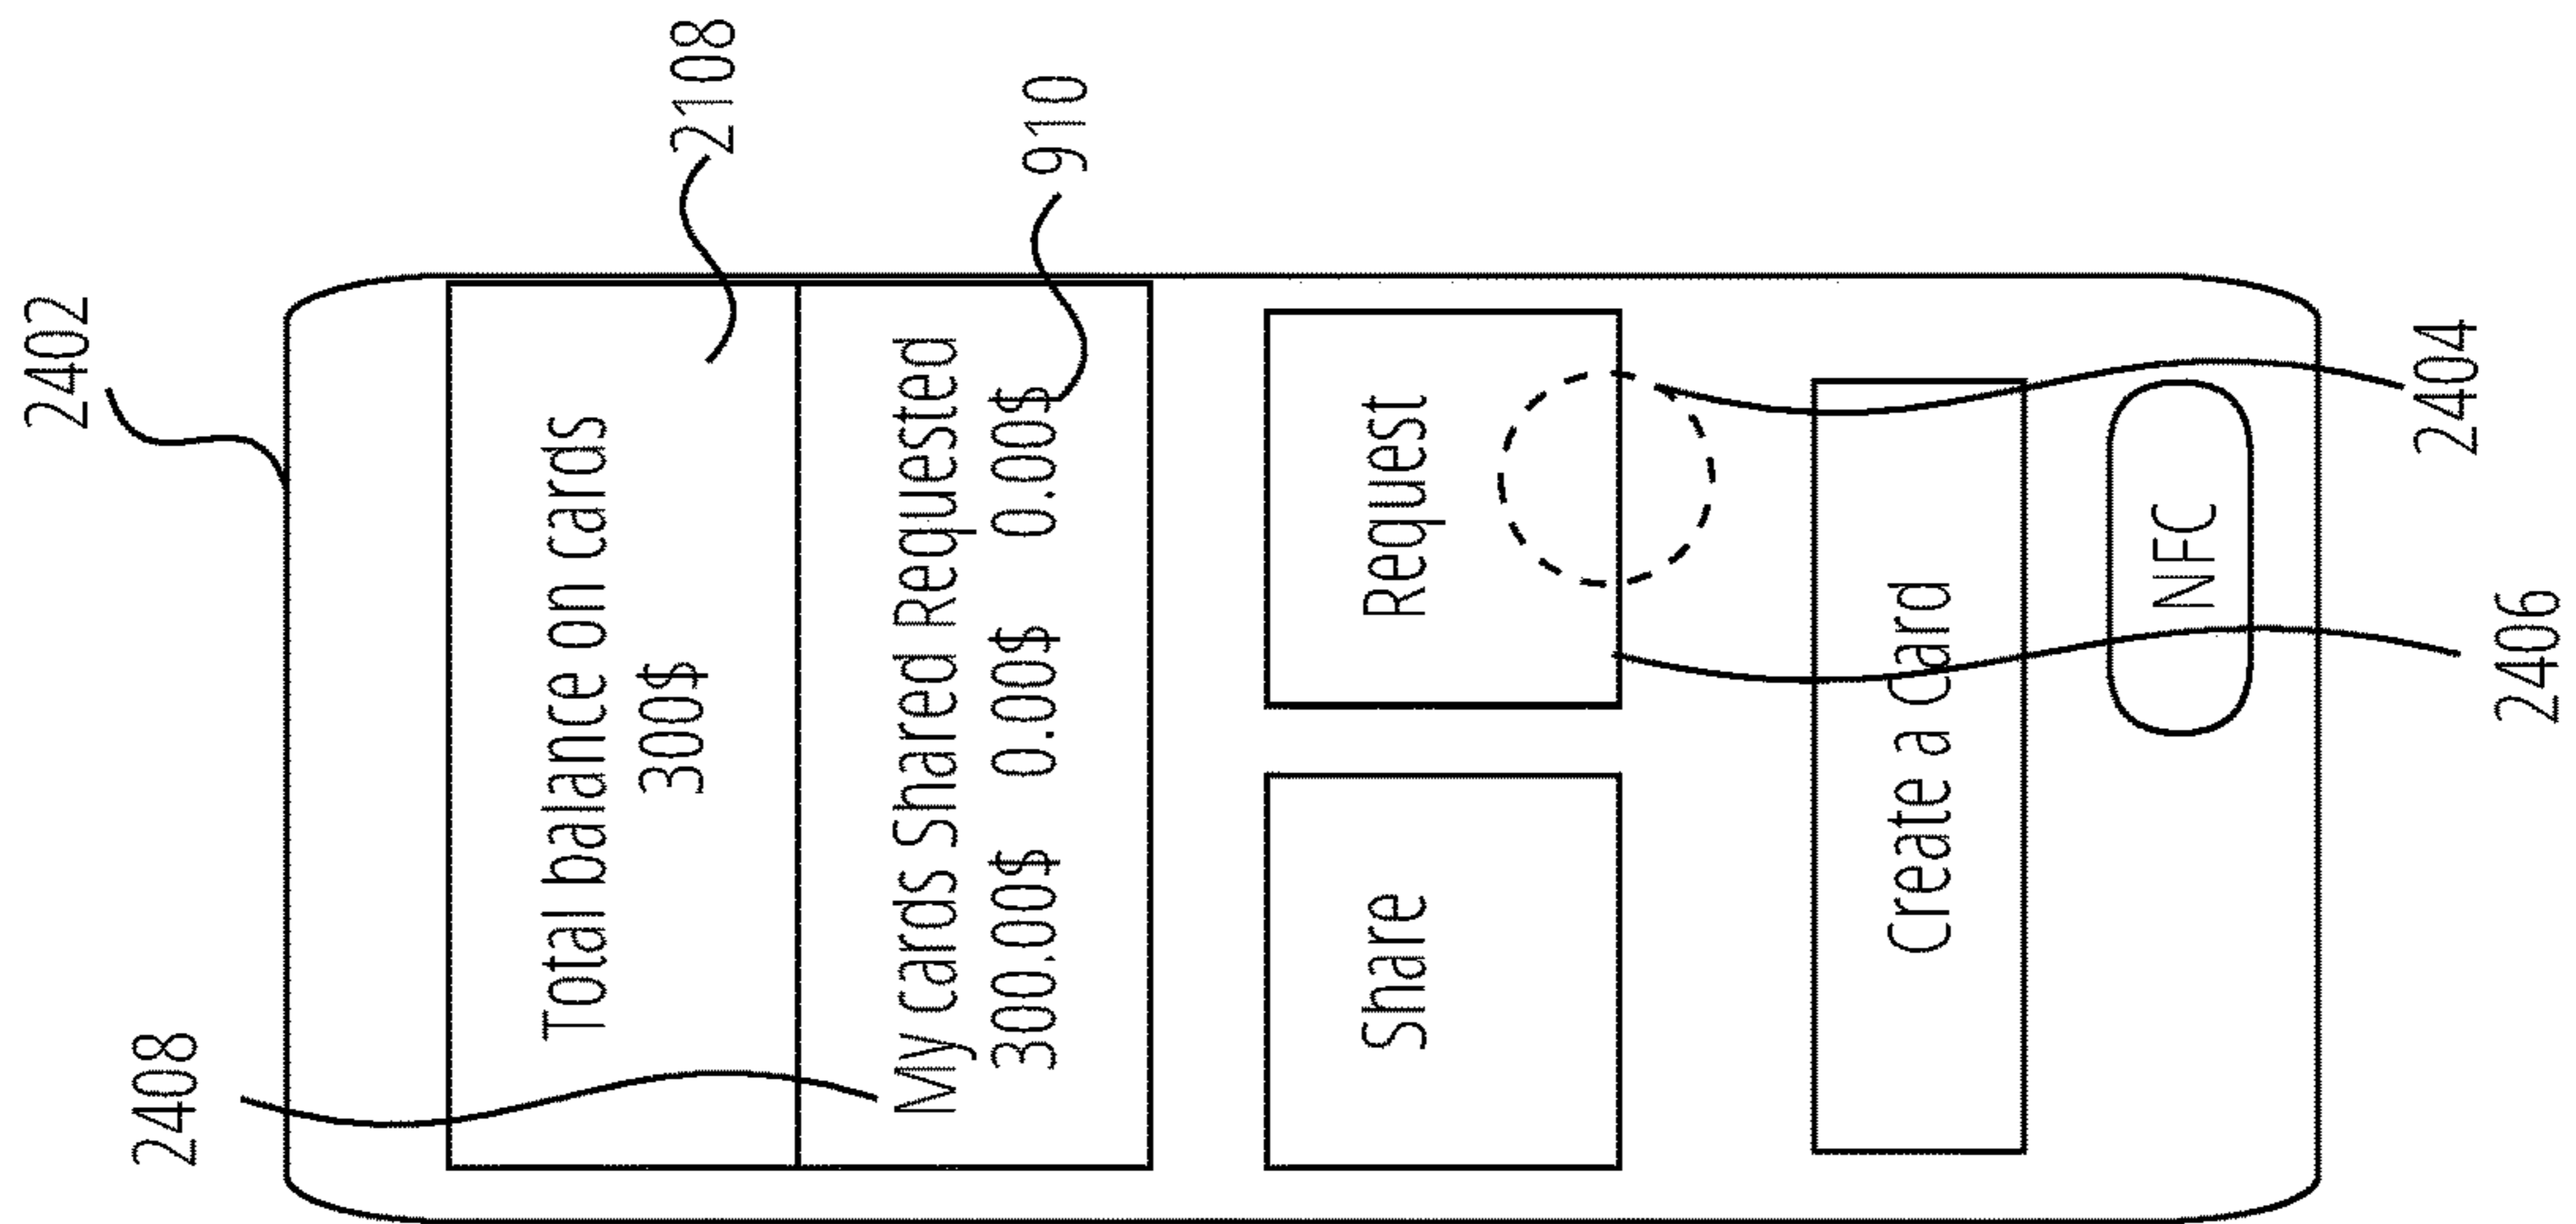 2402
2408
2108
910
Total balance on cards
300$
My cards Shared Requested
300.00$ 0.00$ 0.00$
Share
Request
Create a Card
NFC
2404
2406